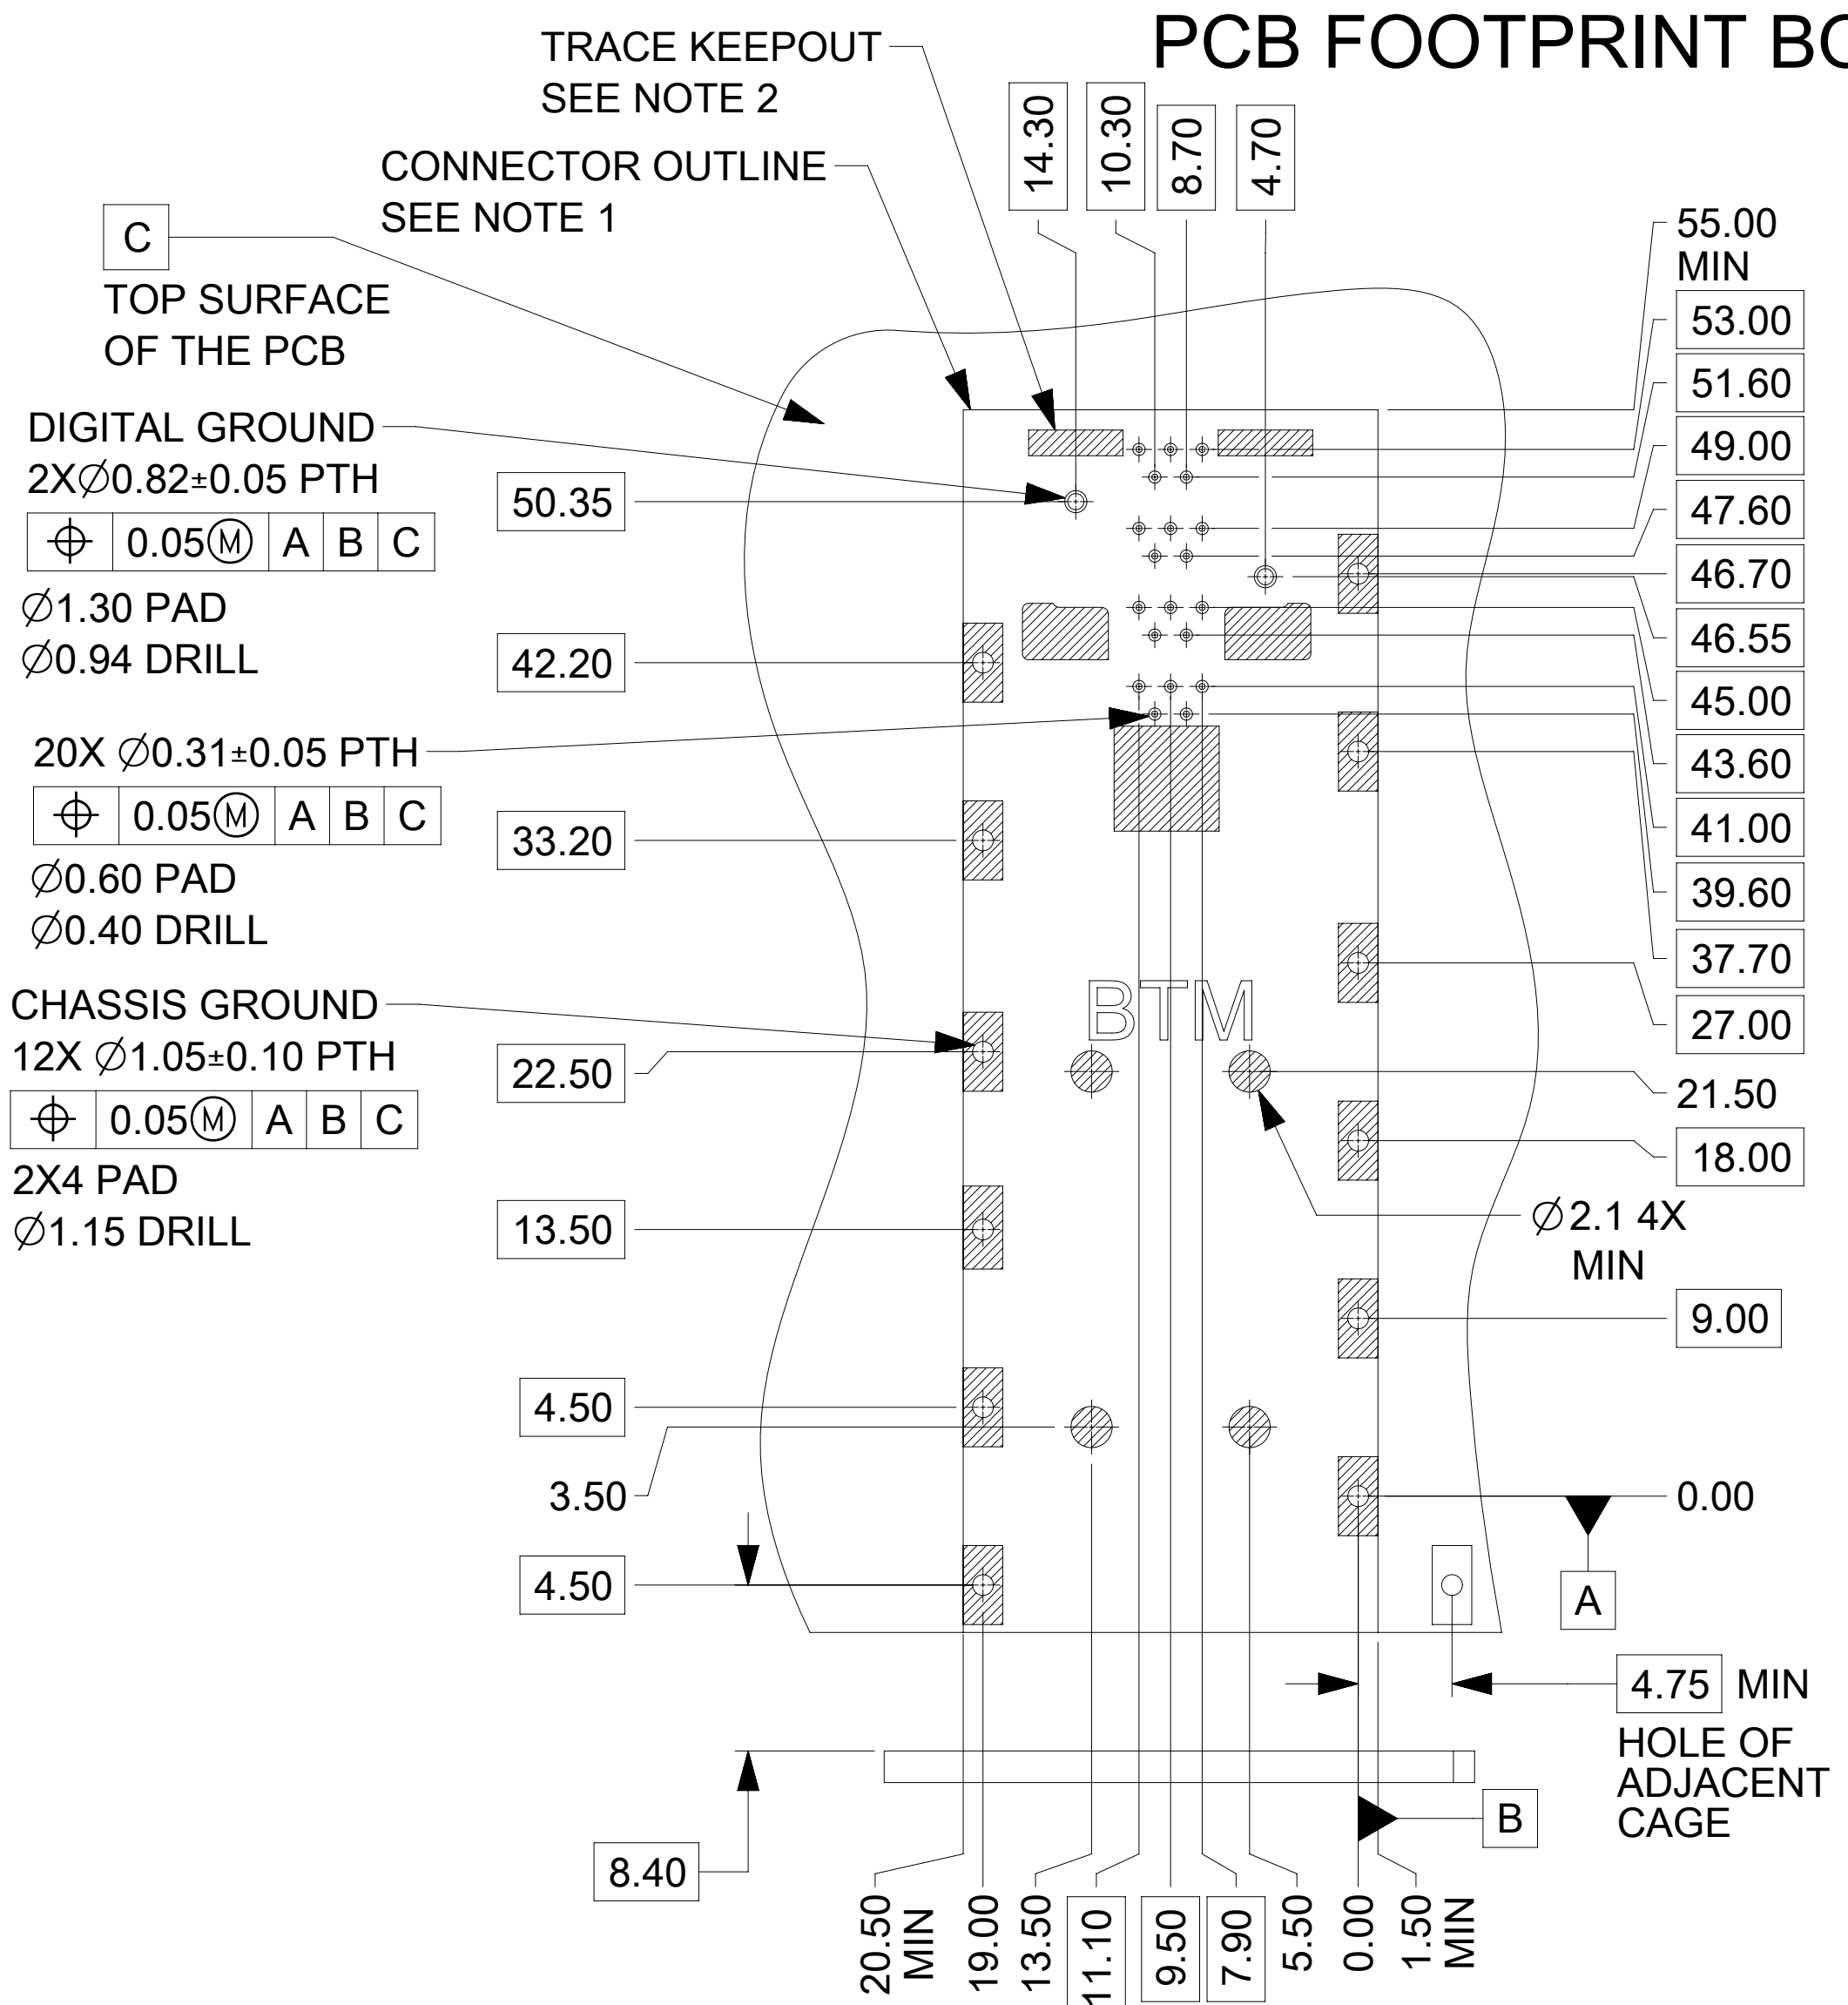 PCB FOOTPRINT BO
TRACE KEEPOUT
SEE NOTE 2
CONNECTOR OUTLINE
SEE NOTE 1
C
TOP SURFACE
OF THE PCB
14.30
10.30
8.70
4.70
DIGITAL GROUND
2X∅0.82±0.05 PTH
⌖ 0.05Ⓜ A B C
∅1.30 PAD
∅0.94 DRILL
20X ∅0.31±0.05 PTH
⌖ 0.05Ⓜ A B C
∅0.60 PAD
∅0.40 DRILL
CHASSIS GROUND
12X ∅1.05±0.10 PTH
⌖ 0.05Ⓜ A B C
2X4 PAD
∅1.15 DRILL
50.35
42.20
33.20
22.50
13.50
4.50
3.50
4.50
8.40
BTM
55.00
MIN
53.00
51.60
49.00
47.60
46.70
46.55
45.00
43.60
41.00
39.60
37.70
27.00
21.50
18.00
∅2.1 4X
MIN
9.00
0.00
A
4.75 MIN
HOLE OF
ADJACENT
CAGE
B
20.50
MIN
19.00
13.50
11.10
9.50
7.90
5.50
0.00
1.50
MIN